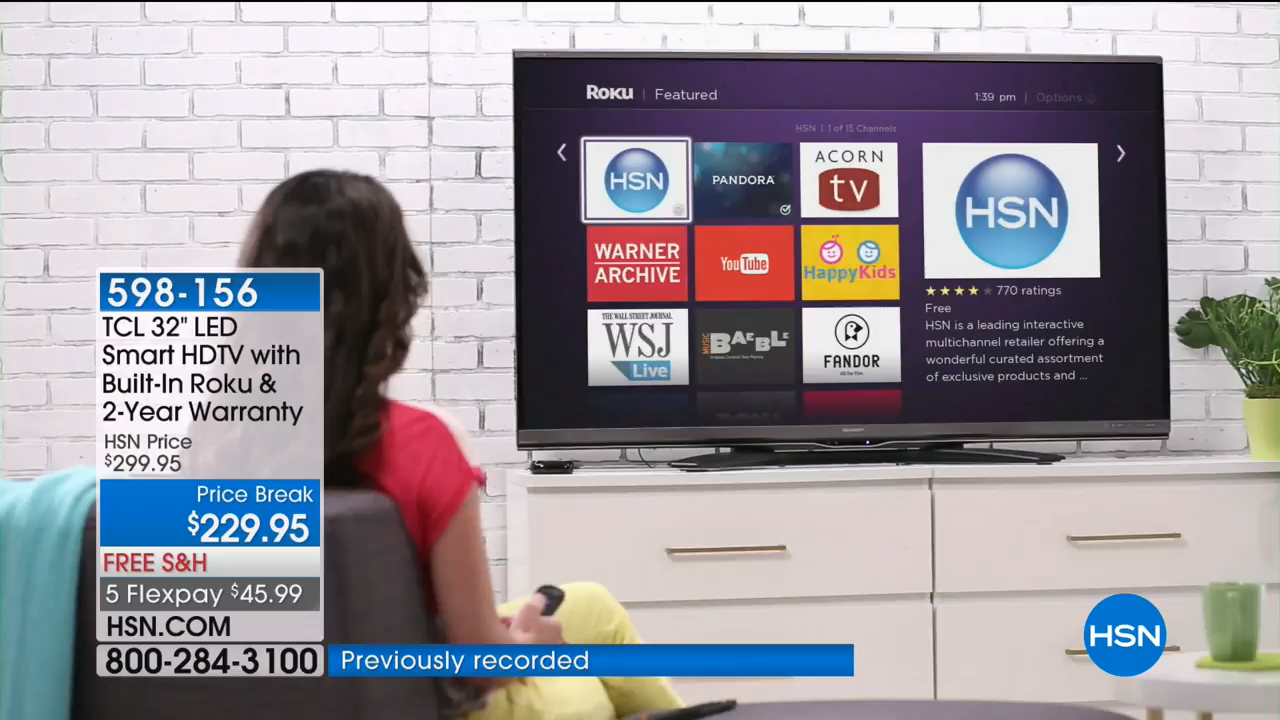 Roku | Featured
1:39 pm | Options
HSN | 1 of 15 Channels
HSN
PANDORA
ACORN
tv
HSN
WARNER
ARCHIVE
YouTube
HappyKids
770 ratings
Free
HSN is a leading interactive
multichannel retailer offering a
wonderful curated assortment
of exclusive products and ...
THE WALL STREET JOURNAL
WSJ
Live
MUSIC
BAEBLE
FANDOR
SHARP
598-156
TCL 32" LED
Smart HDTV with
Built-In Roku &
2-Year Warranty
HSN Price
$299.95
Price Break
$229.95
FREE S&H
5 Flexpay $45.99
HSN.COM
800-284-3100
Previously recorded
HSN